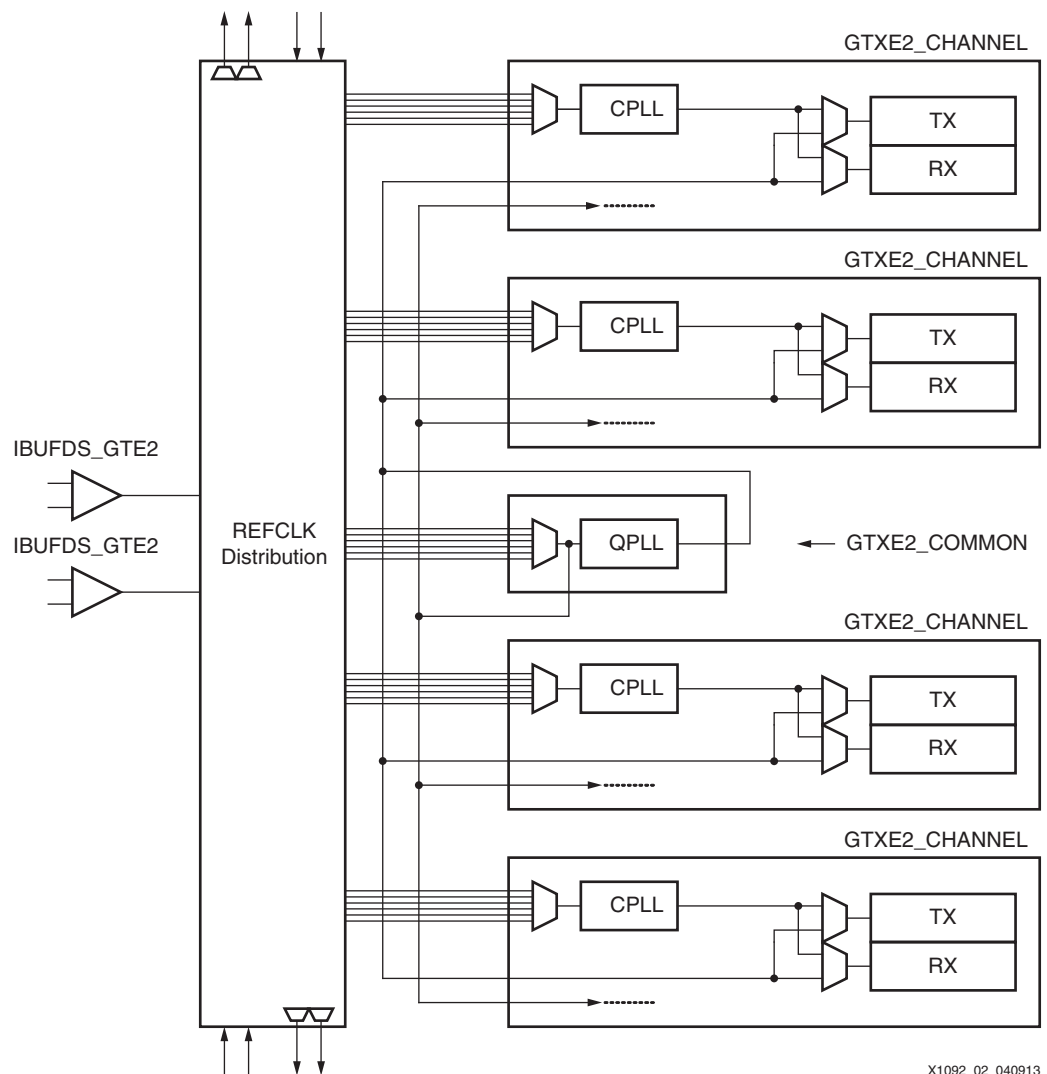 GTXE2_CHANNEL
CPLL
TX
RX
GTXE2_CHANNEL
CPLL
TX
RX
IBUFDS_GTE2
IBUFDS_GTE2
REFCLK
Distribution
QPLL
GTXE2_COMMON
GTXE2_CHANNEL
CPLL
TX
RX
GTXE2_CHANNEL
CPLL
TX
RX
X1092_02_040913